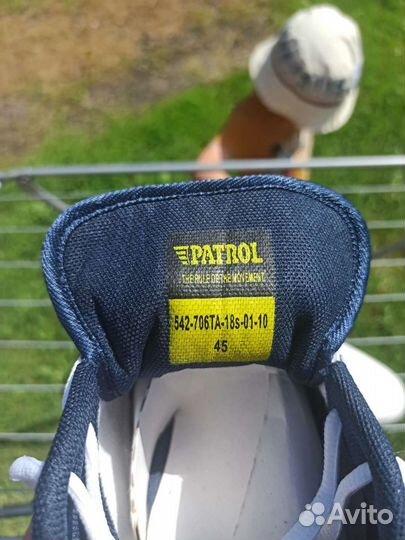 PATROL
THE RULE OF THE MOVEMENT
542-706TA-18s-01-10
45
Avito